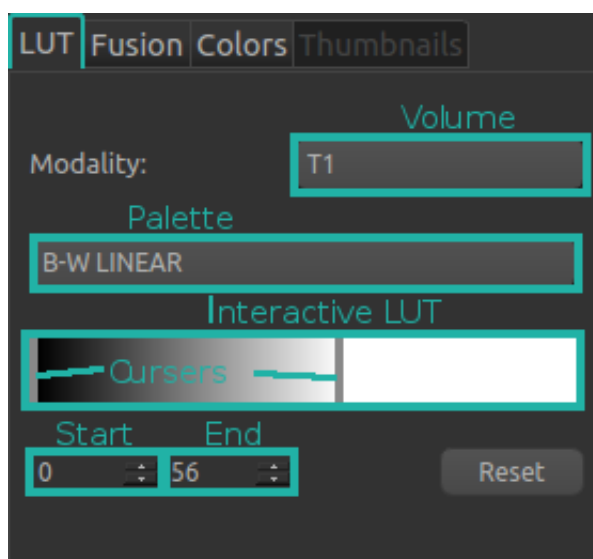 LUT Fusion Colors Thumbnails
Volume
Modality: T1
Palette
B-W LINEAR
Interactive LUT
Cursers
Start End
0 56 Reset